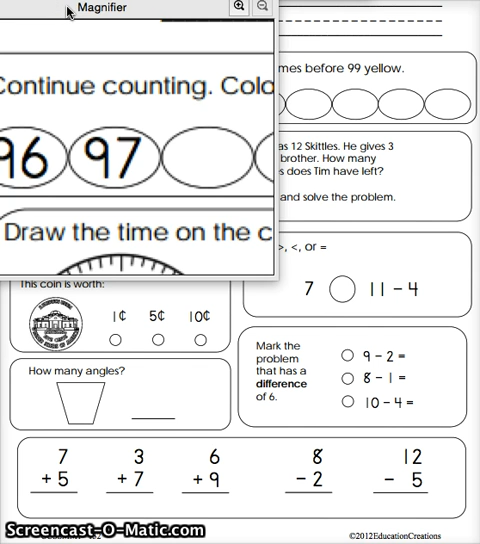 Magnifier
Continue counting. Colo
mes before 99 yellow.
96 97
as 12 Skittles. He gives 3
brother. How many
s does Tim have left?
and solve the problem.
Draw the time on the c
>, <, or =
7 11 - 4
This coin is worth:
1¢ 5¢ 10¢
Mark the
problem
that has a
difference
of 6.
9 - 2 =
8 - 1 =
10 - 4 =
How many angles?
7 3 6 8 12
+ 5 + 7 + 9 - 2 - 5
Screencast-O-Matic.com
©2012EducationCreations